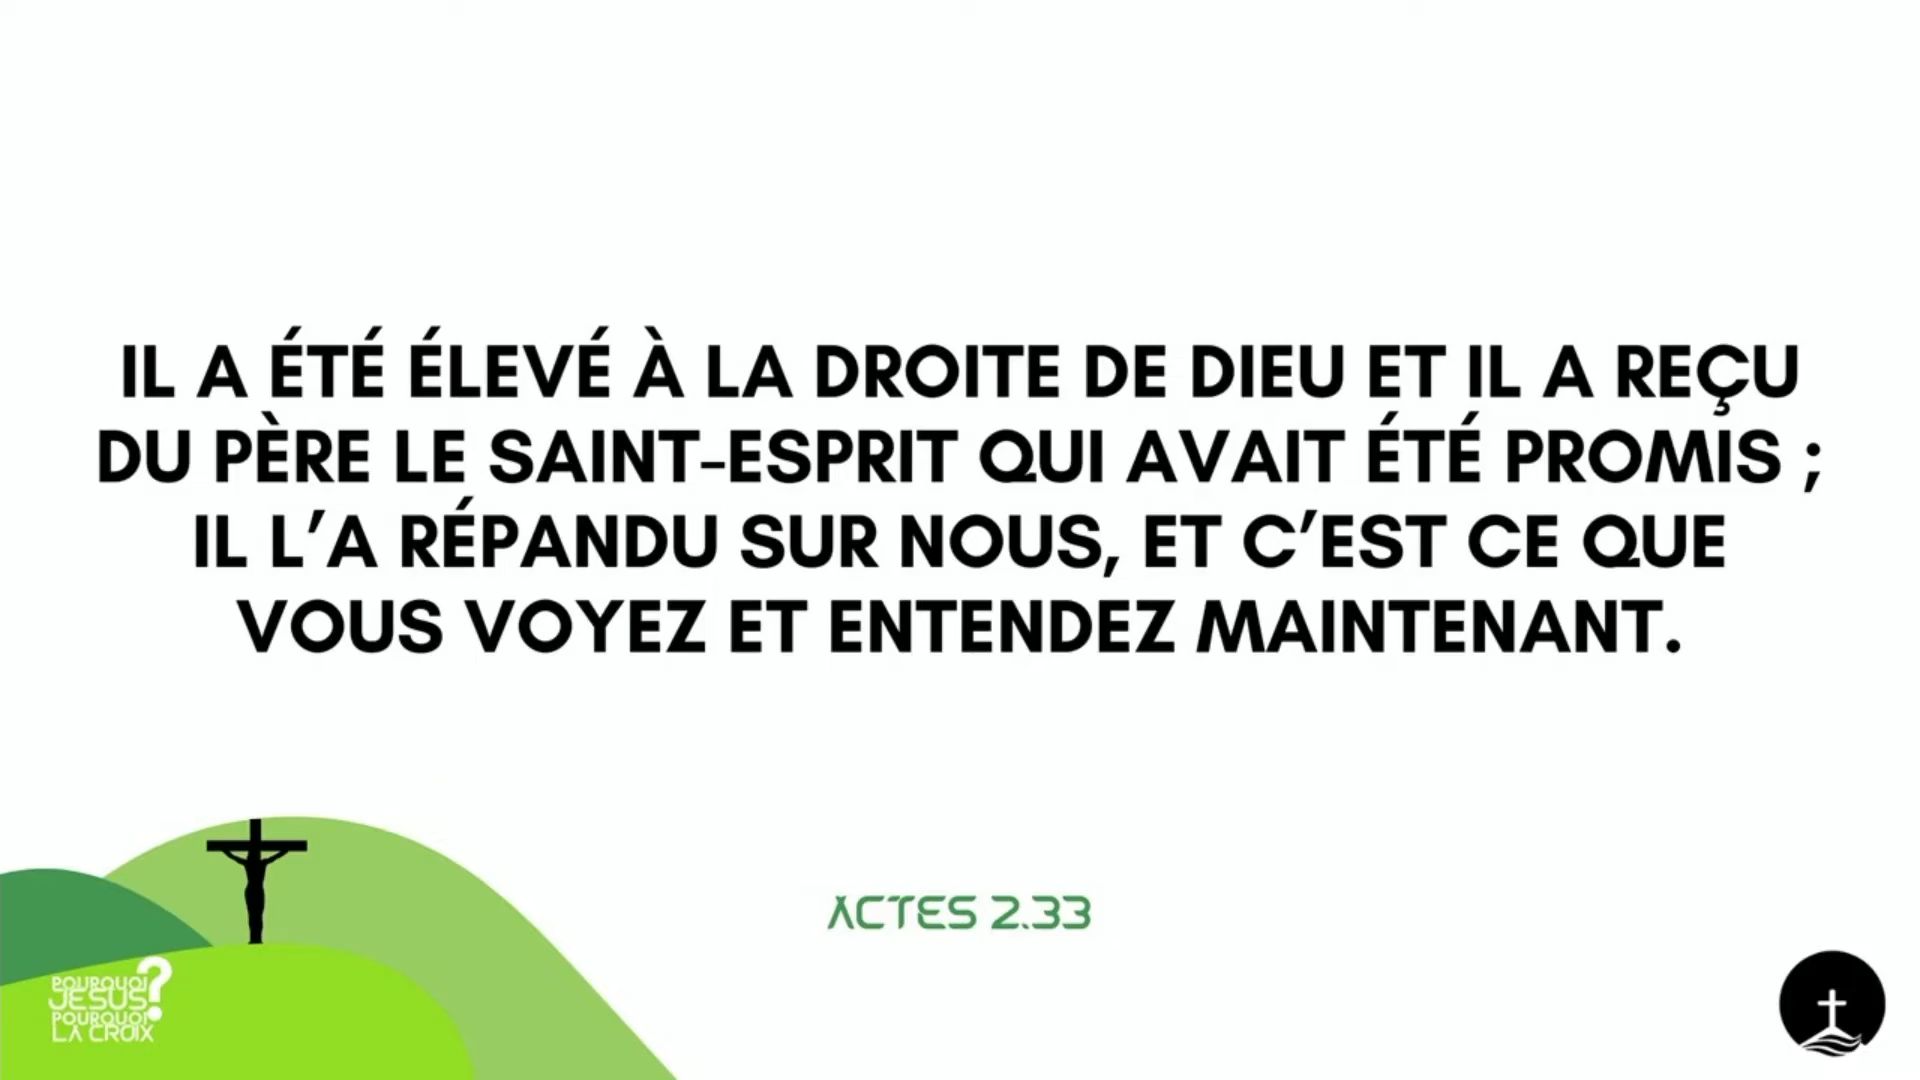 IL A ÉTÉ ÉLEVÉ À LA DROITE DE DIEU ET IL A REÇU
DU PÈRE LE SAINT-ESPRIT QUI AVAIT ÉTÉ PROMIS ;
IL L’A RÉPANDU SUR NOUS, ET C’EST CE QUE
VOUS VOYEZ ET ENTENDEZ MAINTENANT.
ACTES 2.33
POURQUOI
JESUS?
POURQUOI
LA CROIX